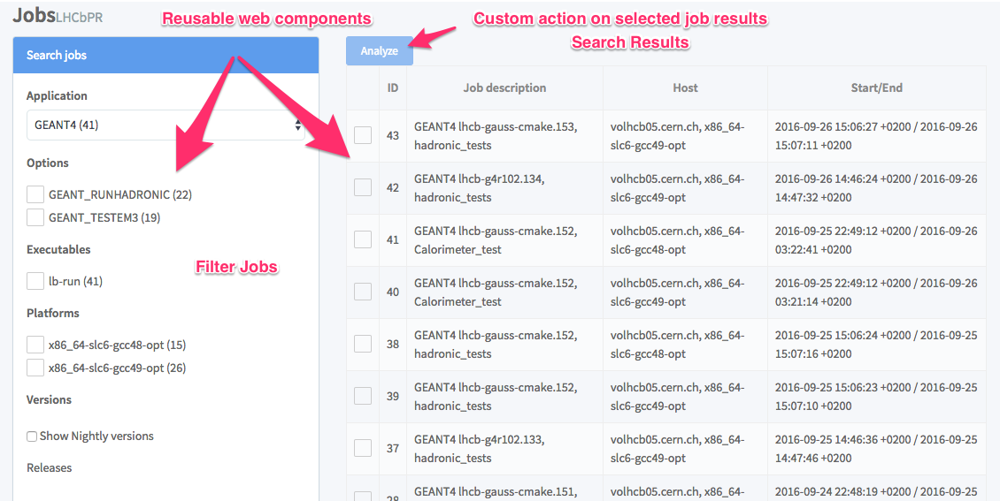 JobsLHCbPR
Reusable web components
Custom action on selected job results
Search Results
Search jobs
Application
GEANT4 (41)
Options
GEANT_RUNHADRONIC (22)
GEANT_TESTEM3 (19)
Executables
lb-run (41)
Filter Jobs
Platforms
x86_64-slc6-gcc48-opt (15)
x86_64-slc6-gcc49-opt (26)
Versions
Show Nightly versions
Releases
Analyze
ID Job description Host Start/End
43 GEANT4 lhcb-gauss-cmake.153, volhcb05.cern.ch, x86_64- 2016-09-26 15:06:27 +0200 / 2016-09-26
hadronic_tests slc6-gcc49-opt 15:07:11 +0200
42 GEANT4 lhcb-g4r102.134, volhcb05.cern.ch, x86_64- 2016-09-26 14:46:24 +0200 / 2016-09-26
hadronic_tests slc6-gcc49-opt 14:47:32 +0200
41 GEANT4 lhcb-gauss-cmake.152, volhcb05.cern.ch, x86_64- 2016-09-25 22:49:12 +0200 / 2016-09-26
Calorimeter_test slc6-gcc48-opt 03:22:41 +0200
40 GEANT4 lhcb-gauss-cmake.152, volhcb05.cern.ch, x86_64- 2016-09-25 22:49:12 +0200 / 2016-09-26
Calorimeter_test slc6-gcc49-opt 03:21:14 +0200
38 GEANT4 lhcb-gauss-cmake.152, volhcb05.cern.ch, x86_64- 2016-09-25 15:06:24 +0200 / 2016-09-25
hadronic_tests slc6-gcc48-opt 15:07:16 +0200
39 GEANT4 lhcb-gauss-cmake.152, volhcb05.cern.ch, x86_64- 2016-09-25 15:06:23 +0200 / 2016-09-25
hadronic_tests slc6-gcc49-opt 15:07:10 +0200
37 GEANT4 lhcb-g4r102.133, volhcb05.cern.ch, x86_64- 2016-09-25 14:46:36 +0200 / 2016-09-25
hadronic_tests slc6-gcc49-opt 14:47:46 +0200
GEANT4 lhcb-gauss-cmake.151, volhcb05.cern.ch, x86_64- 2016-09-24 22:48:19 +0200 / 2016-09-25